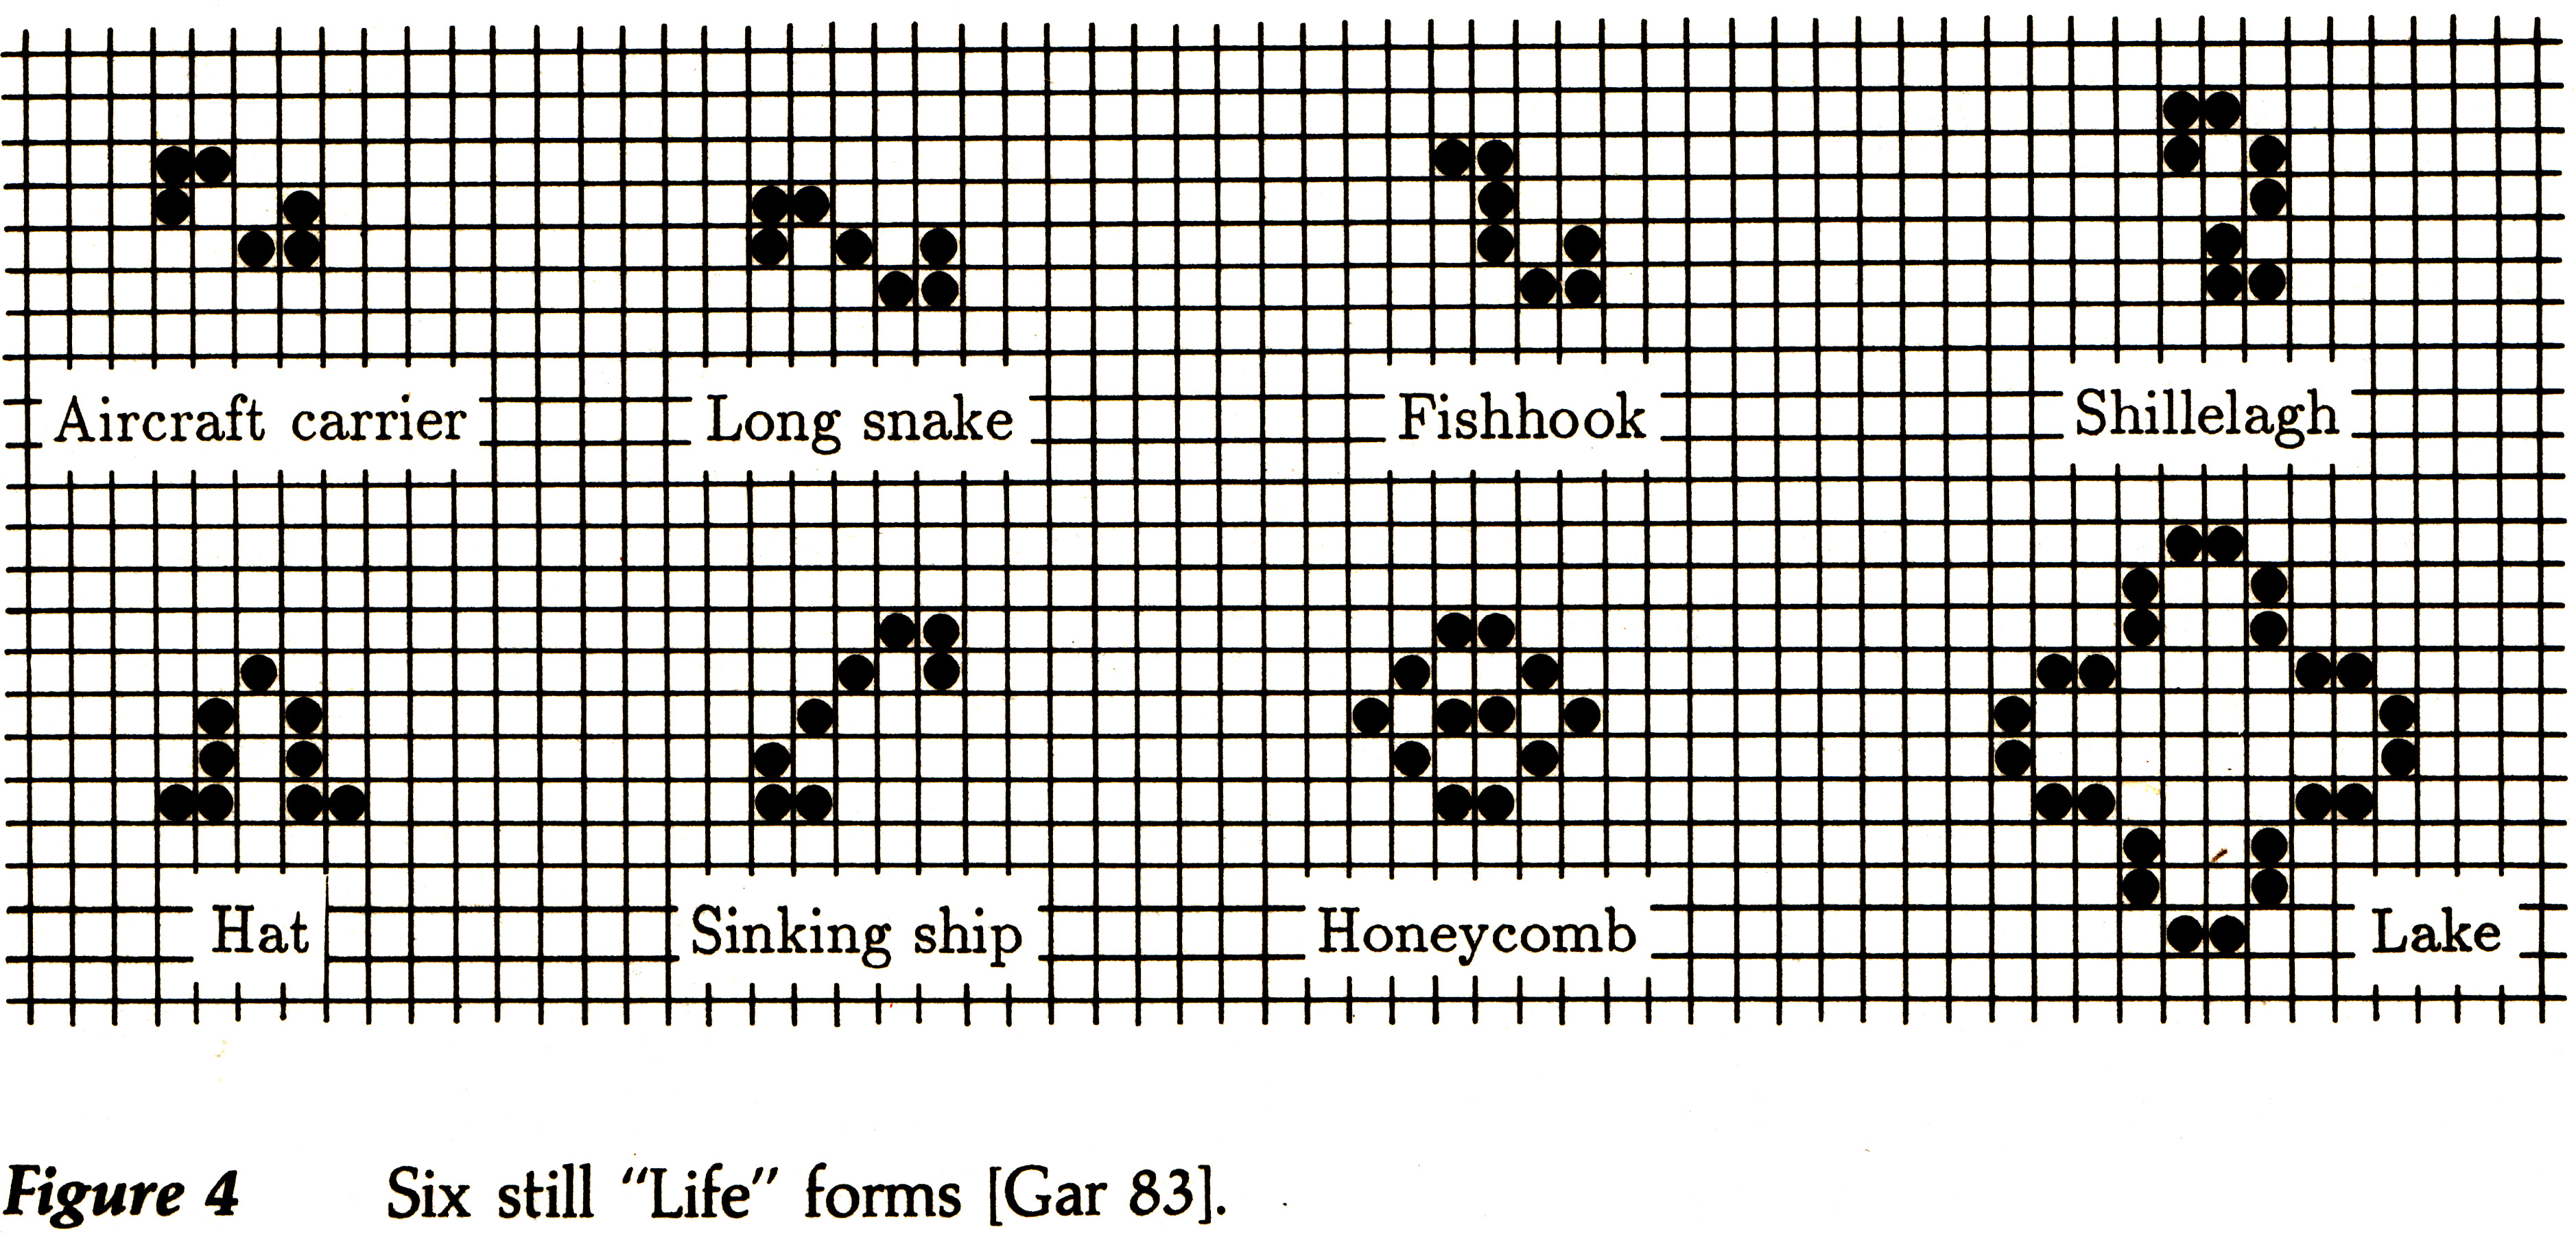 Aircraft carrier
Long snake
Fishhook
Shillelagh
Hat
Sinking ship
Honeycomb
Lake
Figure 4 Six still “Life” forms [Gar 83].